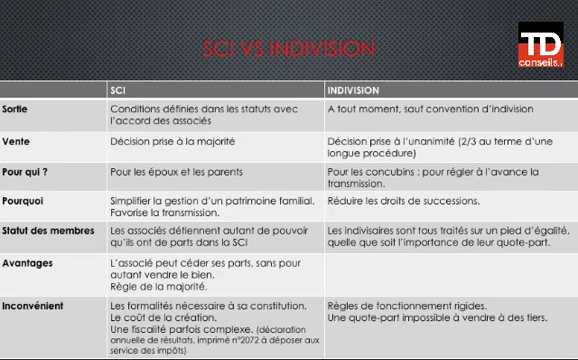 SCI VS INDIVISION
TD
conseils.
SCI INDIVISION
Sortie Conditions définies dans les statuts avec A tout moment, sauf convention d'indivision
l'accord des associés
Vente Décision prise à la majorité Décision prise à l'unanimité (2/3 au terme d'une
longue procédure)
Pour qui ? Pour les époux et les parents Pour les concubins : pour régler à l'avance la
transmission.
Pourquoi Simplifier la gestion d'un patrimoine familial. Réduire les droits de successions.
Favorise la transmission.
Statut des membres Les associés détiennent autant de pouvoir Les indivisaires sont tous traités sur un pied d'égalité,
qu'ils ont de parts dans la SCI quelle que soit l'importance de leur quote-part.
Avantages L'associé peut céder ses parts, sans pour
autant vendre le bien.
Règle de la majorité.
Inconvénient Les formalités nécessaire à sa constitution. Règles de fonctionnement rigides.
Le coût de la création. Une quote-part impossible à vendre à des tiers.
Une fiscalité parfois complexe. (déclaration
annuelle de résultats, imprimé n°2072 à déposer aux
service des impôts)